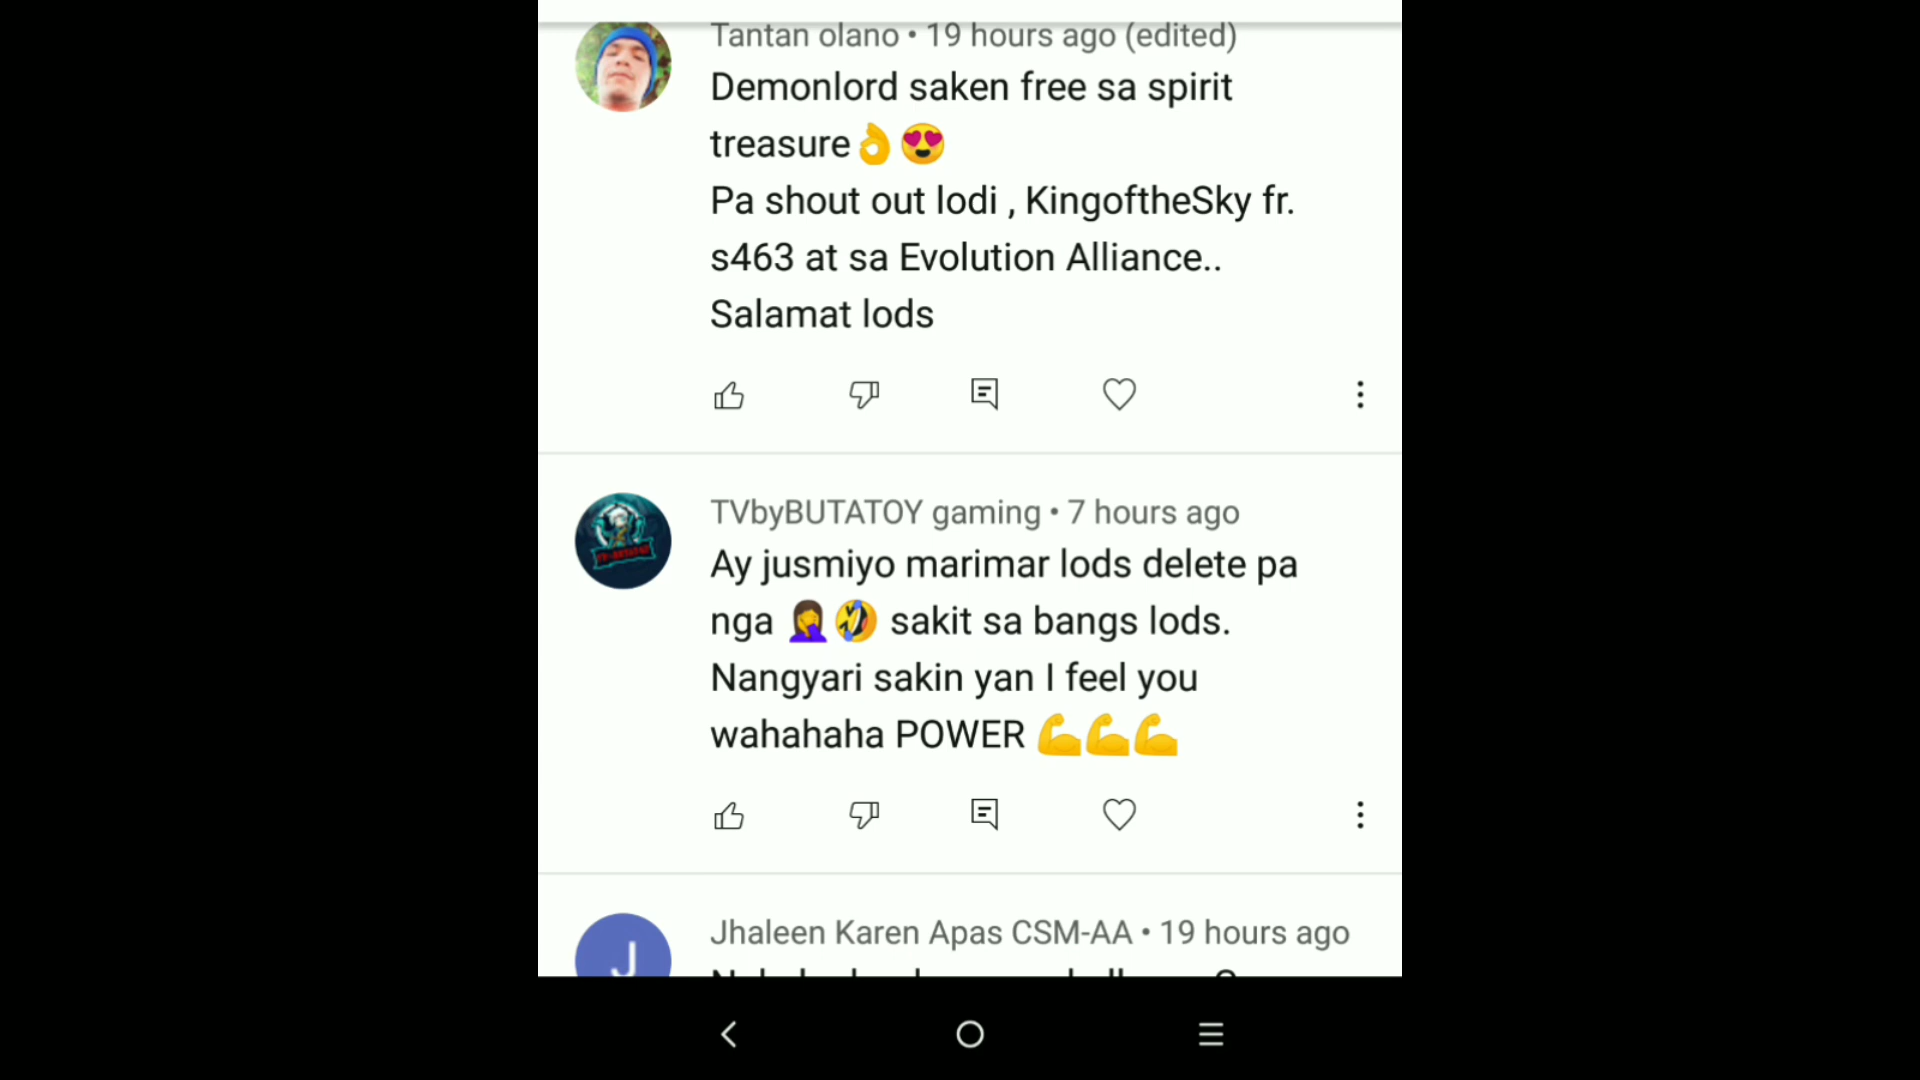 Tantan olano • 19 hours ago (edited)
Demonlord saken free sa spirit
treasure👌😍
Pa shout out lodi , KingoftheSky fr.
s463 at sa Evolution Alliance..
Salamat lods
TVbyBUTATOY gaming • 7 hours ago
Ay jusmiyo marimar lods delete pa
nga 🤦‍♀️🤣 sakit sa bangs lods.
Nangyari sakin yan I feel you
wahahaha POWER 💪💪💪
J
Jhaleen Karen Apas CSM-AA • 19 hours ago